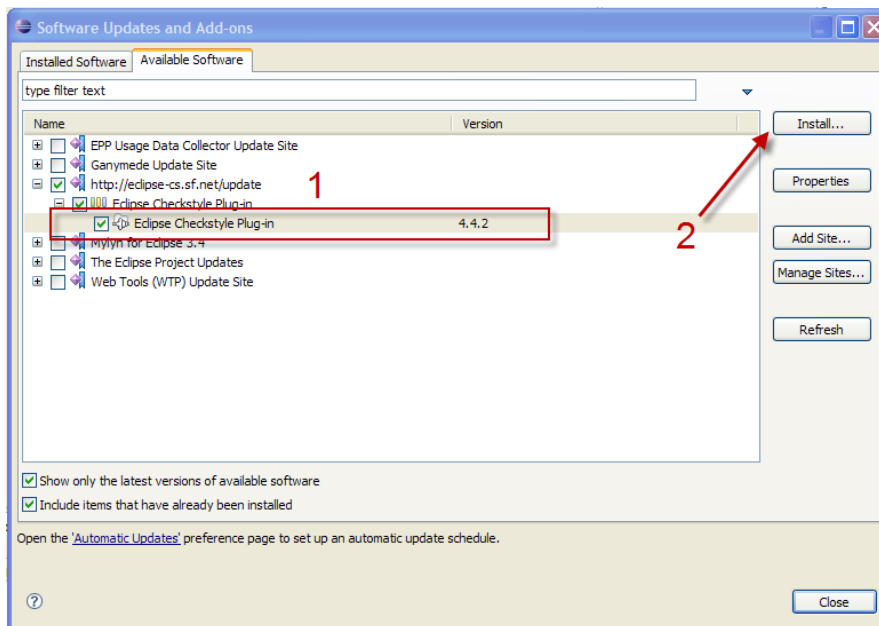 Software Updates and Add-ons
Installed Software Available Software
type filter text
Name Version
Install...
EPP Usage Data Collector Update Site
Ganymede Update Site
http://eclipse-cs.sf.net/update
1
Properties
Eclipse Checkstyle Plug-in
Eclipse Checkstyle Plug-in 4.4.2
2
Add Site...
Mylyn for Eclipse 3.4
The Eclipse Project Updates
Manage Sites...
Web Tools (WTP) Update Site
Refresh
Show only the latest versions of available software
Include items that have already been installed
Open the 'Automatic Updates' preference page to set up an automatic update schedule.
?
Close